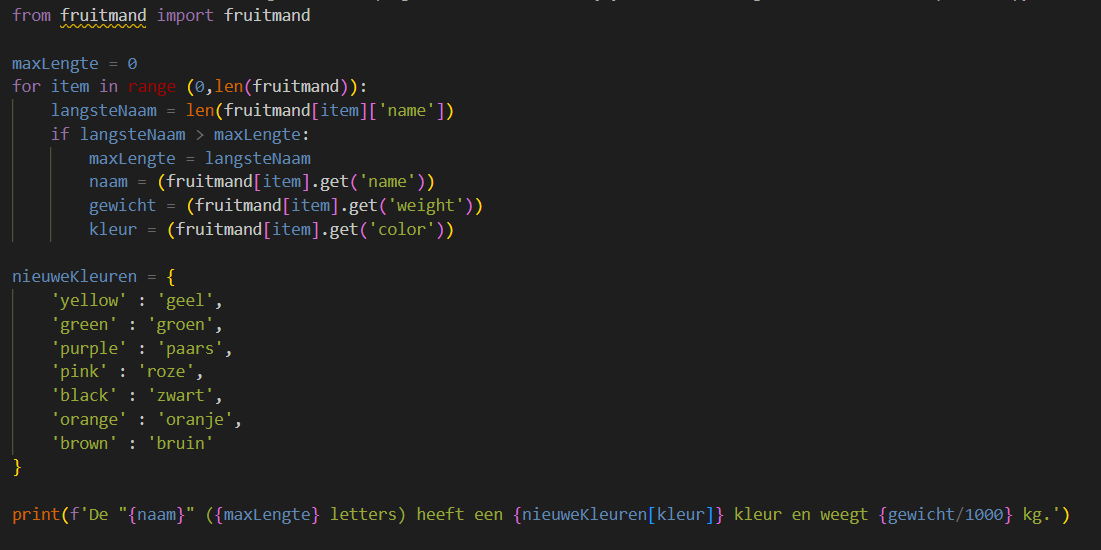 from fruitmand import fruitmand
maxLengte = 0
for item in range (0,len(fruitmand)):
    langsteNaam = len(fruitmand[item]['name'])
    if langsteNaam > maxLengte:
        maxLengte = langsteNaam
        naam = (fruitmand[item].get('name'))
        gewicht = (fruitmand[item].get('weight'))
        kleur = (fruitmand[item].get('color'))
nieuweKleuren = {
    'yellow' : 'geel',
    'green' : 'groen',
    'purple' : 'paars',
    'pink' : 'roze',
    'black' : 'zwart',
    'orange' : 'oranje',
    'brown' : 'bruin'
}
print(f'De "{naam}" ({maxLengte} letters) heeft een {nieuweKleuren[kleur]} kleur en weegt {gewicht/1000} kg.')